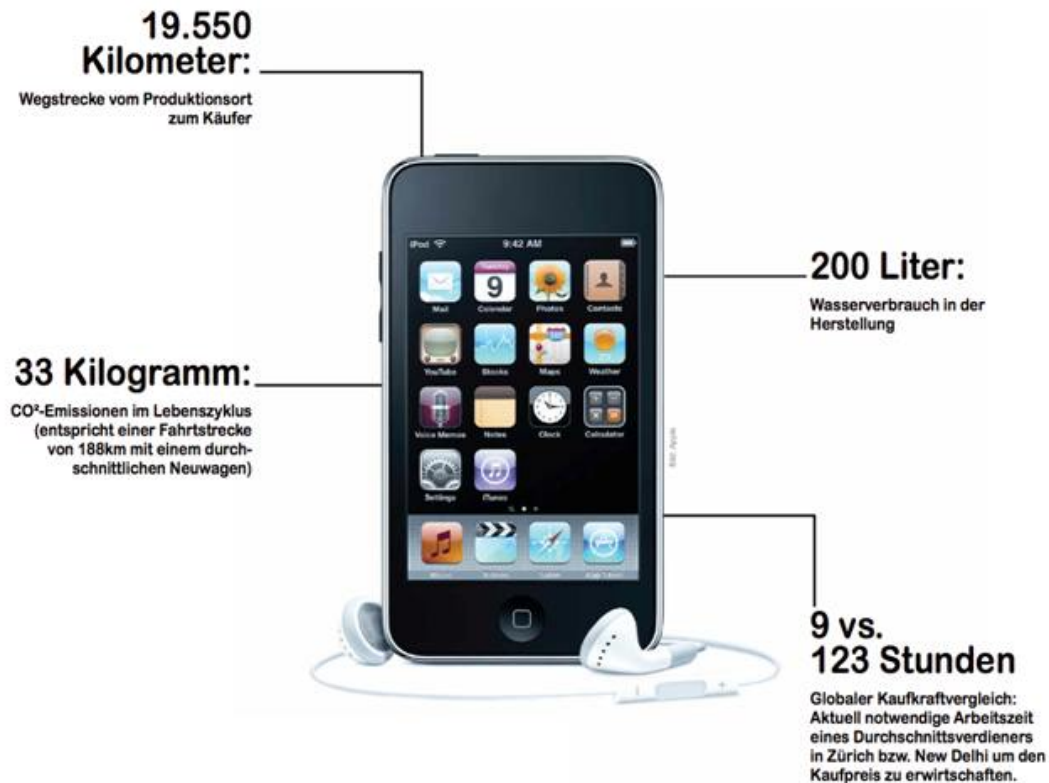 19.550
Kilometer:
Wegstrecke vom Produktionsort
zum Käufer
33 Kilogramm:
CO²-Emissionen im Lebenszyklus
(entspricht einer Fahrtstrecke
von 188km mit einem durch-
schnittlichen Neuwagen)
iPod 9:42 AM
Tuesday
9
Mail Calendar Photos Contacts
YouTube Stocks Maps Weather
Voice Memos Notes Clock Calculator
Settings iTunes
Bild: Apple
200 Liter:
Wasserverbrauch in der
Herstellung
9 vs.
123 Stunden
Globaler Kaufkraftvergleich:
Aktuell notwendige Arbeitszeit
eines Durchschnittsverdieners
in Zürich bzw. New Delhi um den
Kaufpreis zu erwirtschaften.